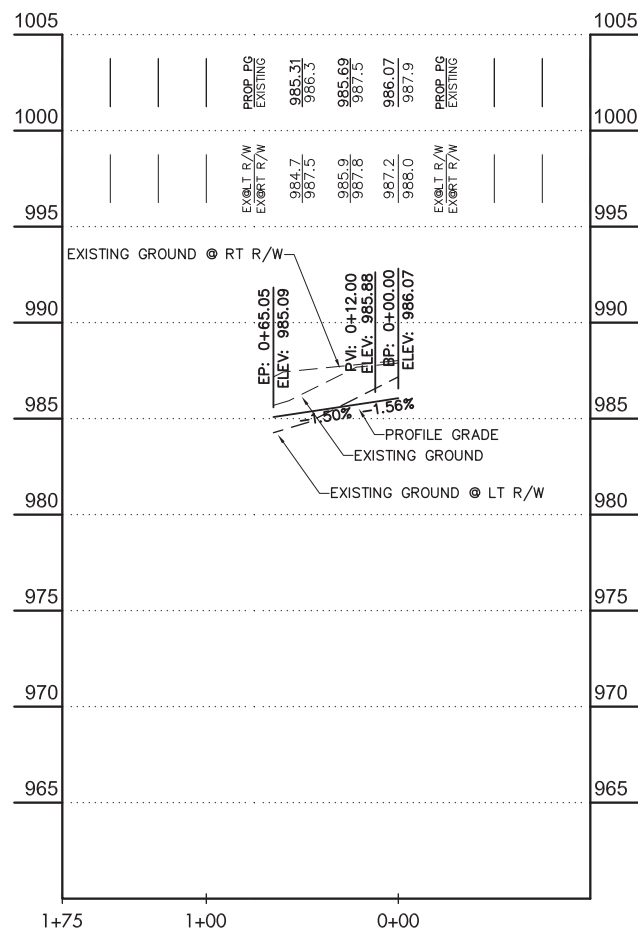 1005 1005
PROP PG
EXISTING
985.31
986.3
985.69
987.5
986.07
987.9
PROP PG
EXISTING
1000 1000
EX@LT R/W
EX@RT R/W
984.7
987.5
985.9
987.8
987.2
988.0
EX@LT R/W
EX@RT R/W
995 995
EXISTING GROUND @ RT R/W
990 990
EP: 0+65.05
ELEV: 985.09
PVI: 0+12.00
ELEV: 985.88
BP: 0+00.00
ELEV: 986.07
985 985
-1.50%
-1.56%
PROFILE GRADE
EXISTING GROUND
EXISTING GROUND @ LT R/W
980 980
975 975
970 970
965 965
1+75 1+00 0+00